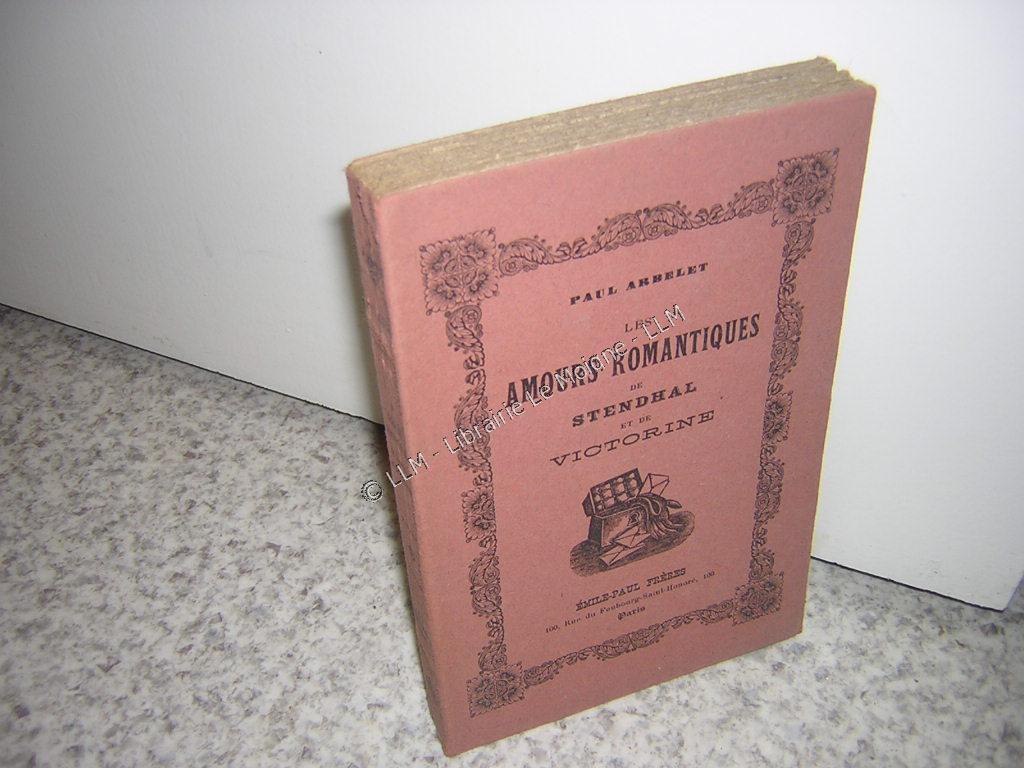 PAUL ARBELET
LES
AMOURS ROMANTIQUES
DE
STENDHAL
ET DE
VICTORINE
ÉMILE-PAUL FRÈRES
100, Rue du Faubourg-Saint-Honoré, 100
Paris
© LLM - Librairie Le Moione - LLM